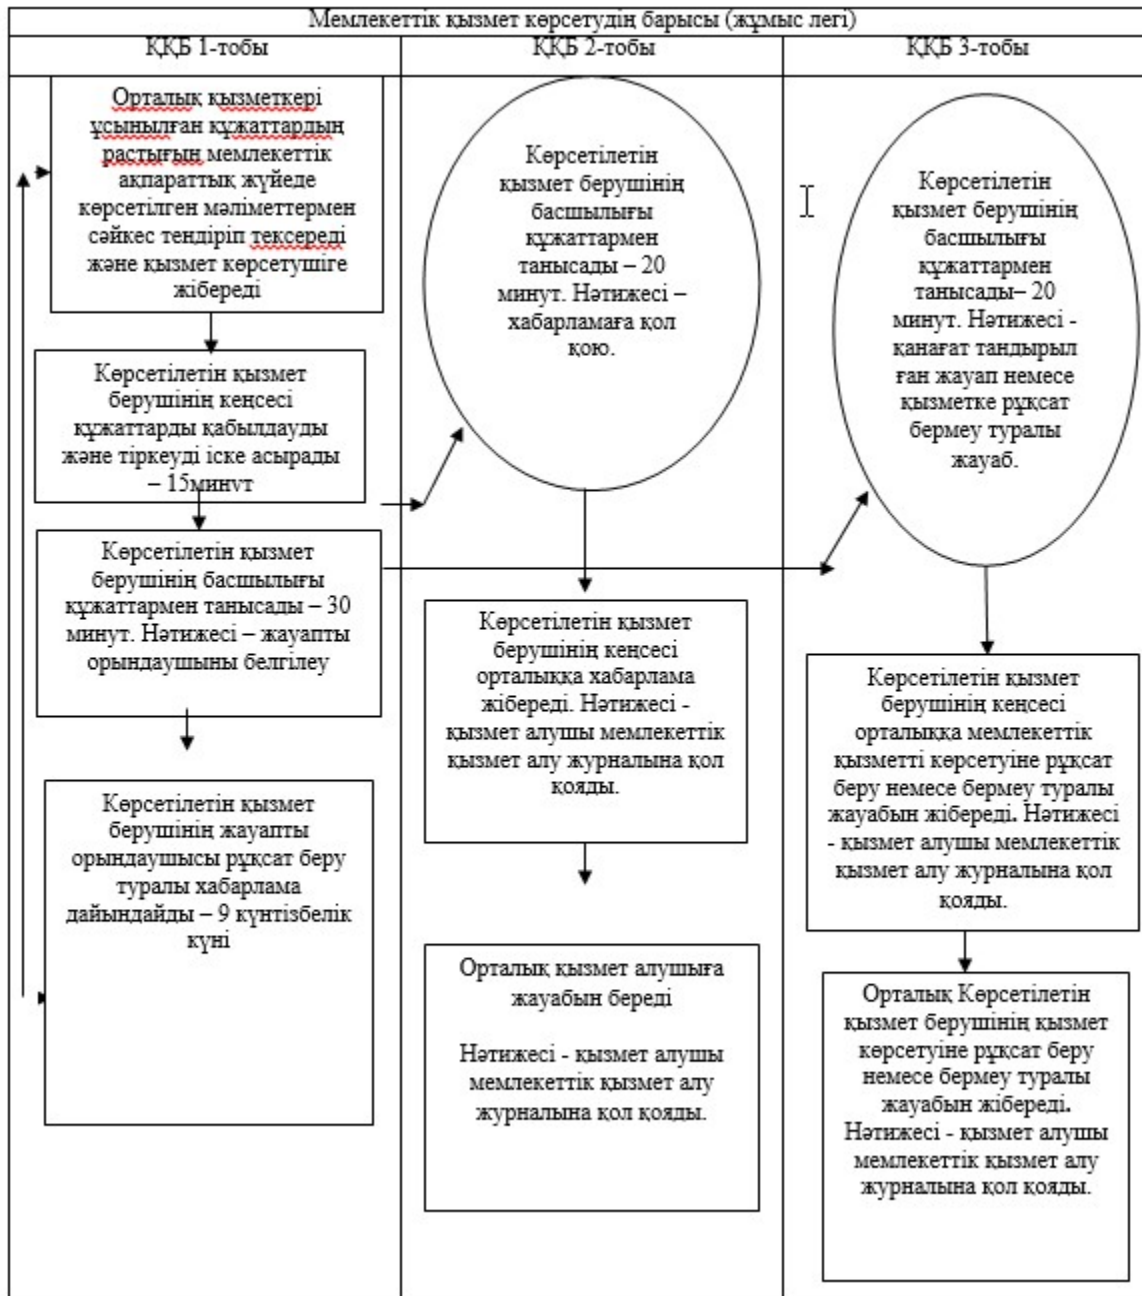 Мемлекеттік қызмет көрсетудің барысы (жұмыс легі)
ҚҚБ 1-тобы
ҚҚБ 2-тобы
ҚҚБ 3-тобы
Орталық қызметкері
ұсынылған құжаттардың
растығын мемлекеттік
ақпараттық жүйеде
көрсетілген мәліметтермен
сәйкес тендіріп тексереді
және қызмет көрсетушіге
жібереді
Көрсетілетін қызмет
берушінің кеңсесі
құжаттарды қабылдауды
және тіркеуді іске асырады
– 15минут
Көрсетілетін қызмет
берушінің басшылығы
құжаттармен танысады – 30
минут. Нәтижесі – жауапты
орындаушыны белгілеу
Көрсетілетін қызмет
берушінің жауапты
орындаушысы рұқсат беру
туралы хабарлама
дайындайды – 9 күнтізбелік
күні
Көрсетілетін
қызмет берушінің
басшылығы
құжаттармен
танысады – 20
минут. Нәтижесі –
хабарламаға қол
қою.
Көрсетілетін қызмет
берушінің кеңсесі
орталыққа хабарлама
жібереді. Нәтижесі -
қызмет алушы мемлекеттік
қызмет алу журналына қол
қояды.
Орталық қызмет алушыға
жауабын береді
Нәтижесі - қызмет алушы
мемлекеттік қызмет алу
журналына қол қояды.
Көрсетілетін
қызмет берушінің
басшылығы
құжаттармен
танысады– 20
минут. Нәтижесі -
қанағат тандырыл
ған жауап немесе
қызметке рұқсат
бермеу туралы
жауаб.
Көрсетілетін қызмет
берушінің кеңсесі
орталыққа мемлекеттік
қызметті көрсетуіне рұқсат
беру немесе бермеу туралы
жауабын жібереді. Нәтижесі
- қызмет алушы мемлекеттік
қызмет алу журналына қол
қояды.
Орталық Көрсетілетін
қызмет берушінің қызмет
көрсетуіне рұқсат беру
немесе бермеу туралы
жауабын жібереді.
Нәтижесі - қызмет алушы
мемлекеттік қызмет алу
журналына қол қояды.